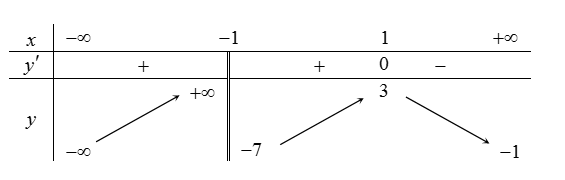 x −∞ −1 1 +∞
y' + + 0 −
+∞ 3
y
−∞ −7 −1